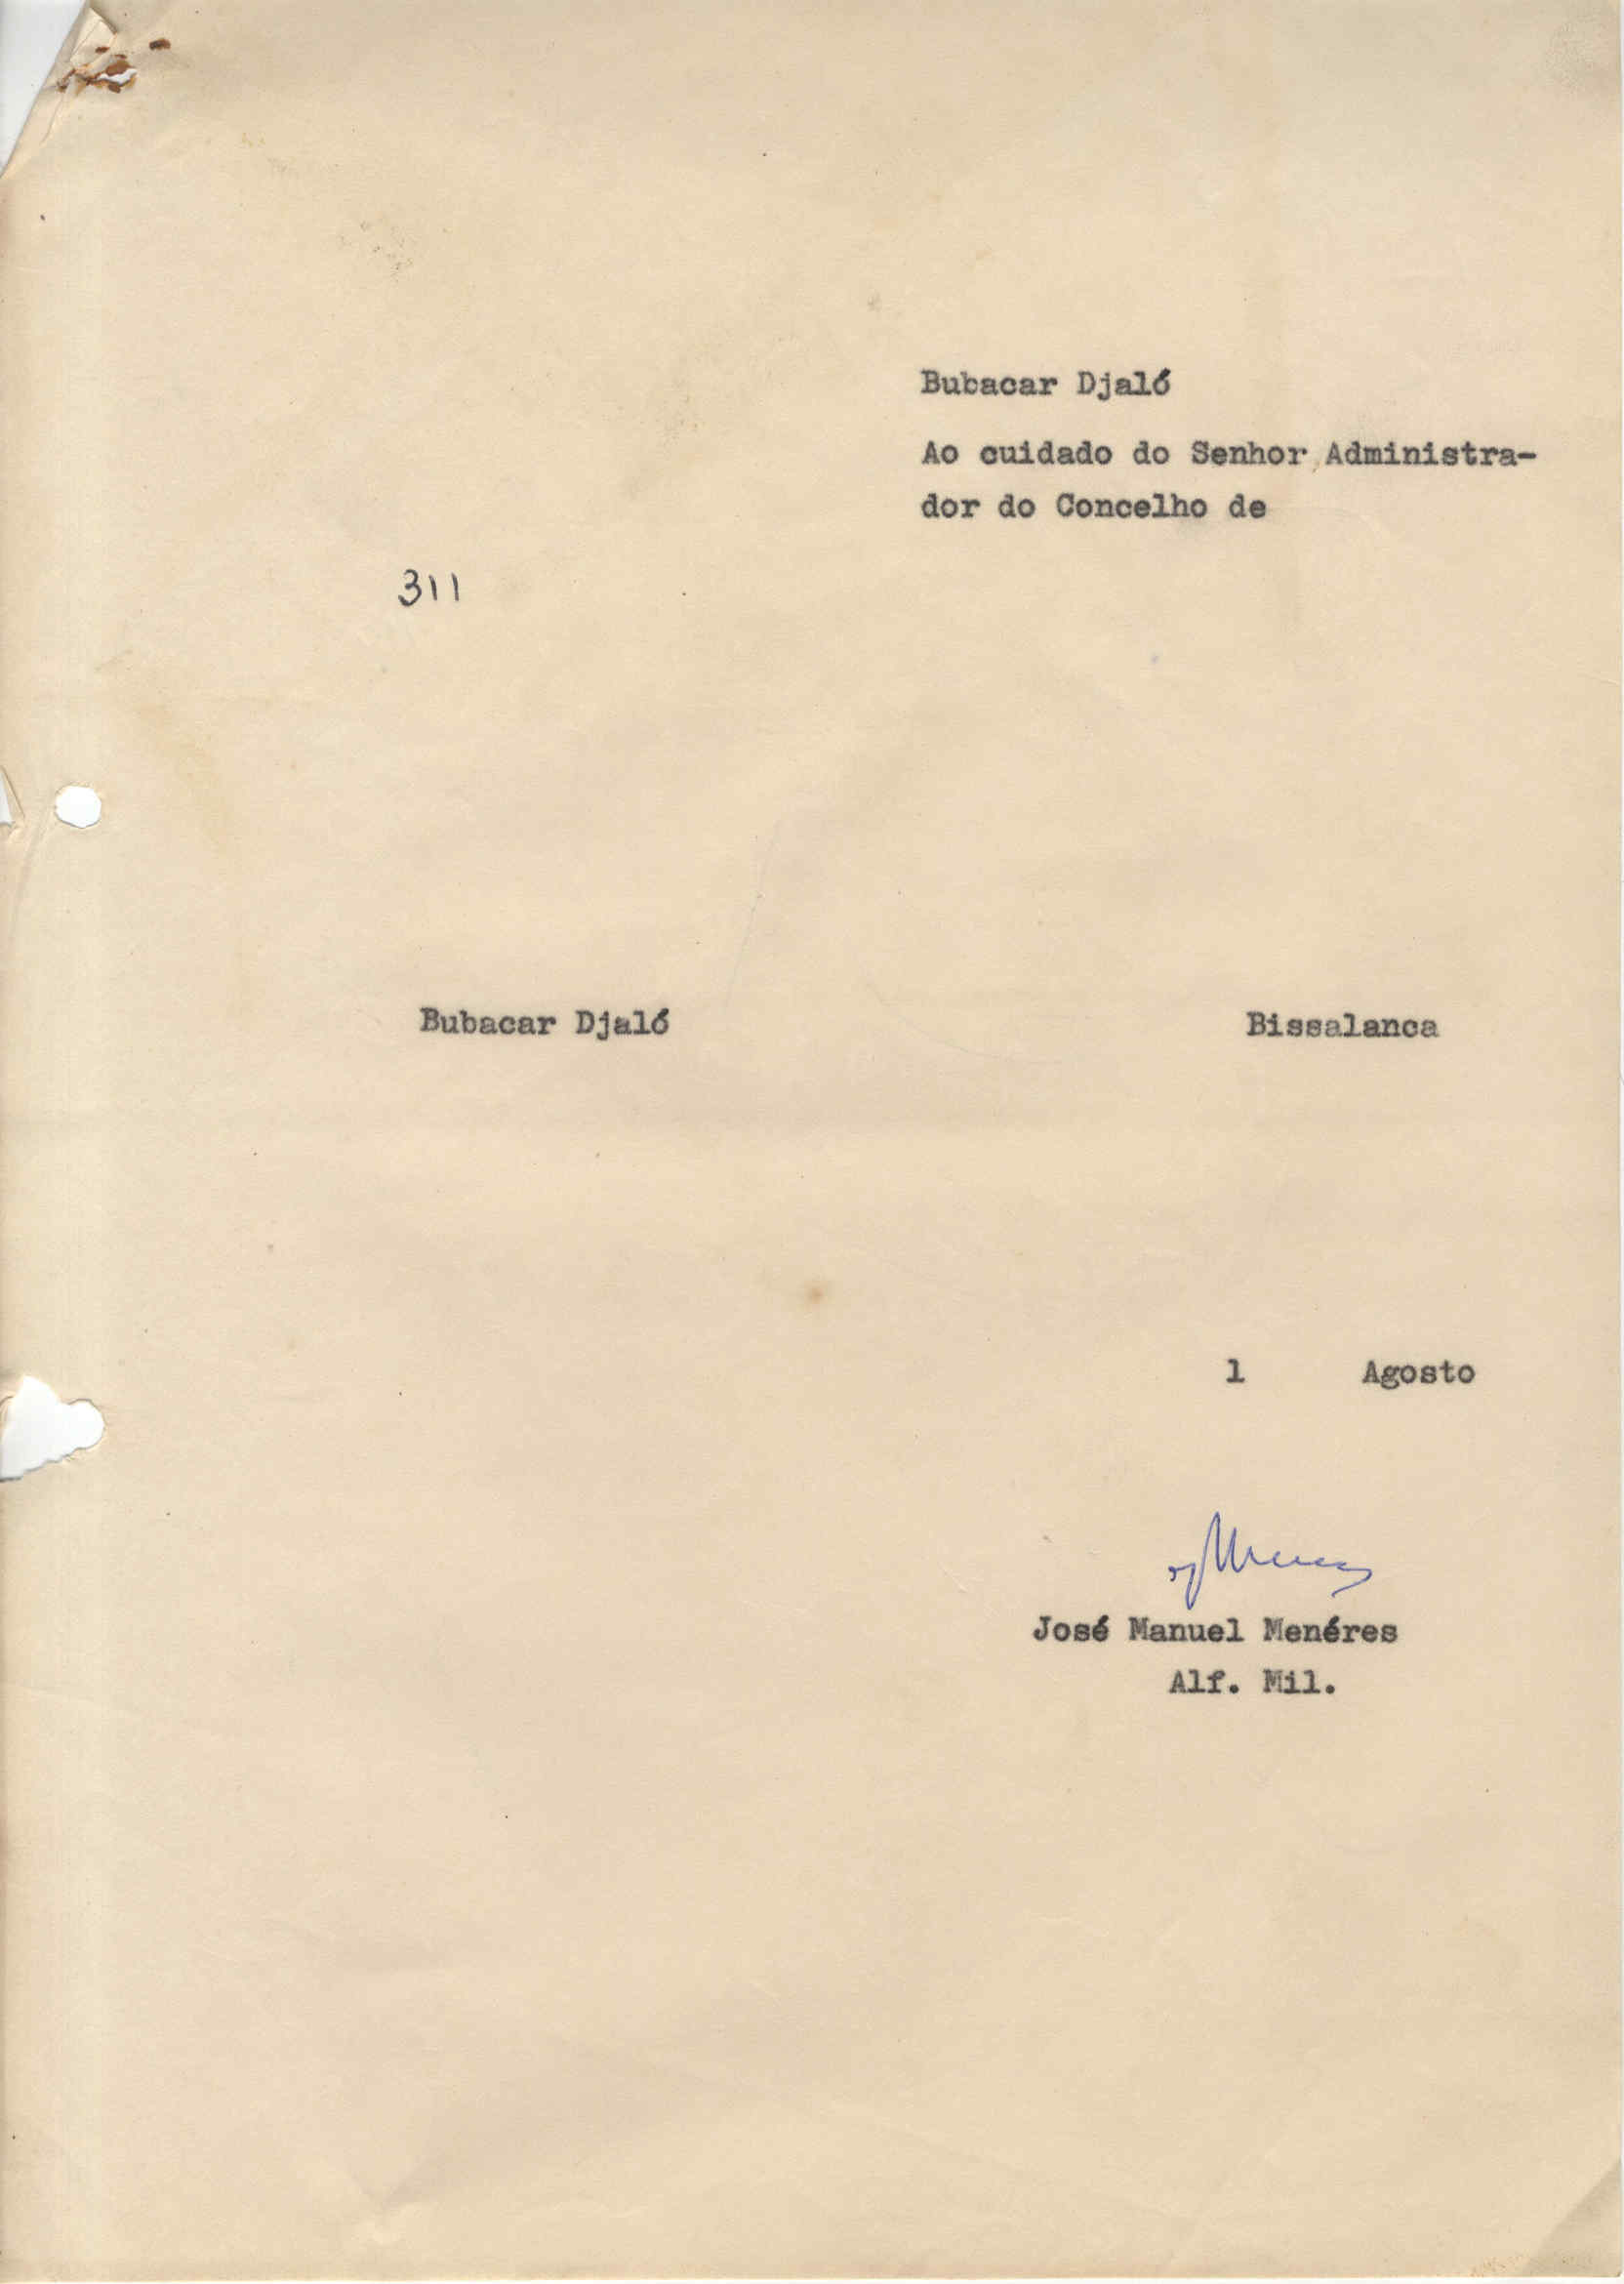 Bubacar Djaló
Ao cuidado do Senhor Administra-
dor do Concelho de
311
Bubacar Djaló Bissalanca
1 Agosto
José Manuel Menéres
Alf. Mil.